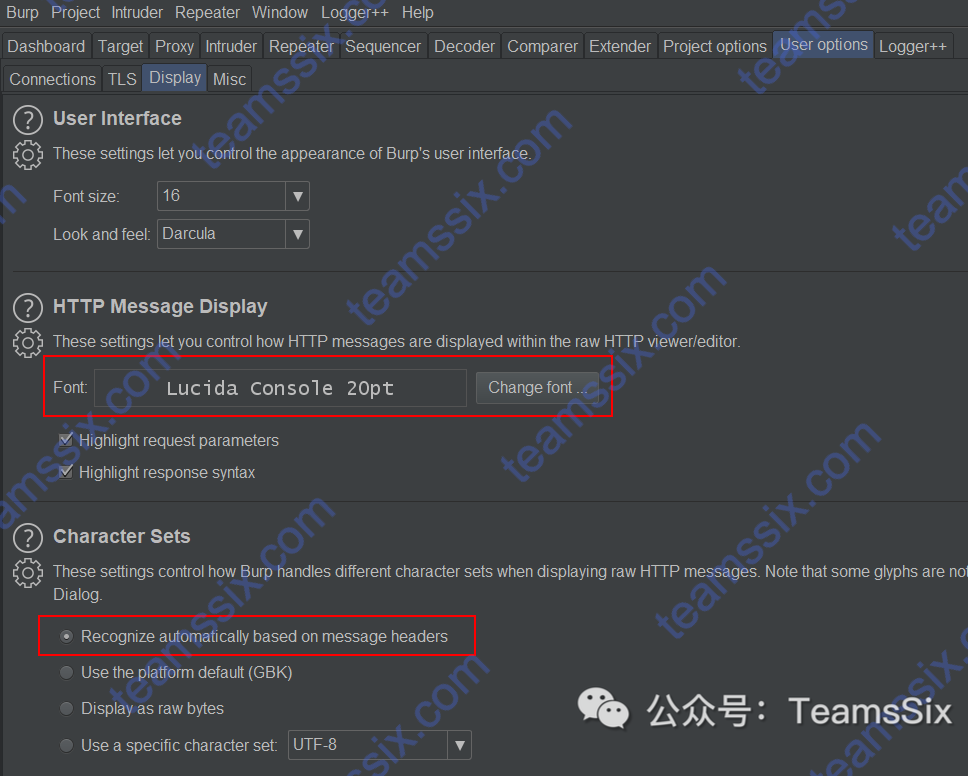 Burp Project Intruder Repeater Window Logger++ Help
Dashboard Target Proxy Intruder Repeater Sequencer Decoder Comparer Extender Project options User options Logger++
Connections TLS Display Misc
? User Interface
These settings let you control the appearance of Burp's user interface.
Font size: 16
Look and feel: Darcula
? HTTP Message Display
These settings let you control how HTTP messages are displayed within the raw HTTP viewer/editor.
Font: Lucida Console 20pt Change font ...
Highlight request parameters
Highlight response syntax
? Character Sets
These settings control how Burp handles different character sets when displaying raw HTTP messages. Note that some glyphs are not
Dialog.
Recognize automatically based on message headers
Use the platform default (GBK)
Display as raw bytes
Use a specific character set: UTF-8
公众号：TeamsSix
teamssix.com
teamssix.com
teamssix.com
teamssix.com
teamssix.com
teamssix.com